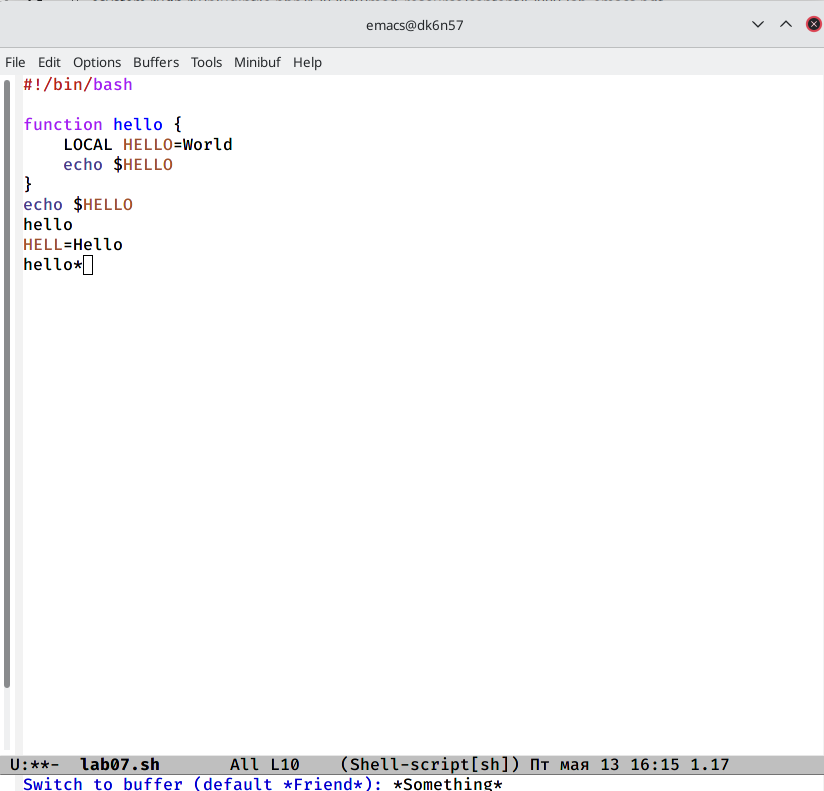 emacs@dk6n57
File Edit Options Buffers Tools Minibuf Help
#!/bin/bash
function hello {
    LOCAL HELLO=World
    echo $HELLO
}
echo $HELLO
hello
HELL=Hello
hello*
U:**-  lab07.sh       All L10    (Shell-script[sh]) Пт мая 13 16:15 1.17
Switch to buffer (default *Friend*): *Something*